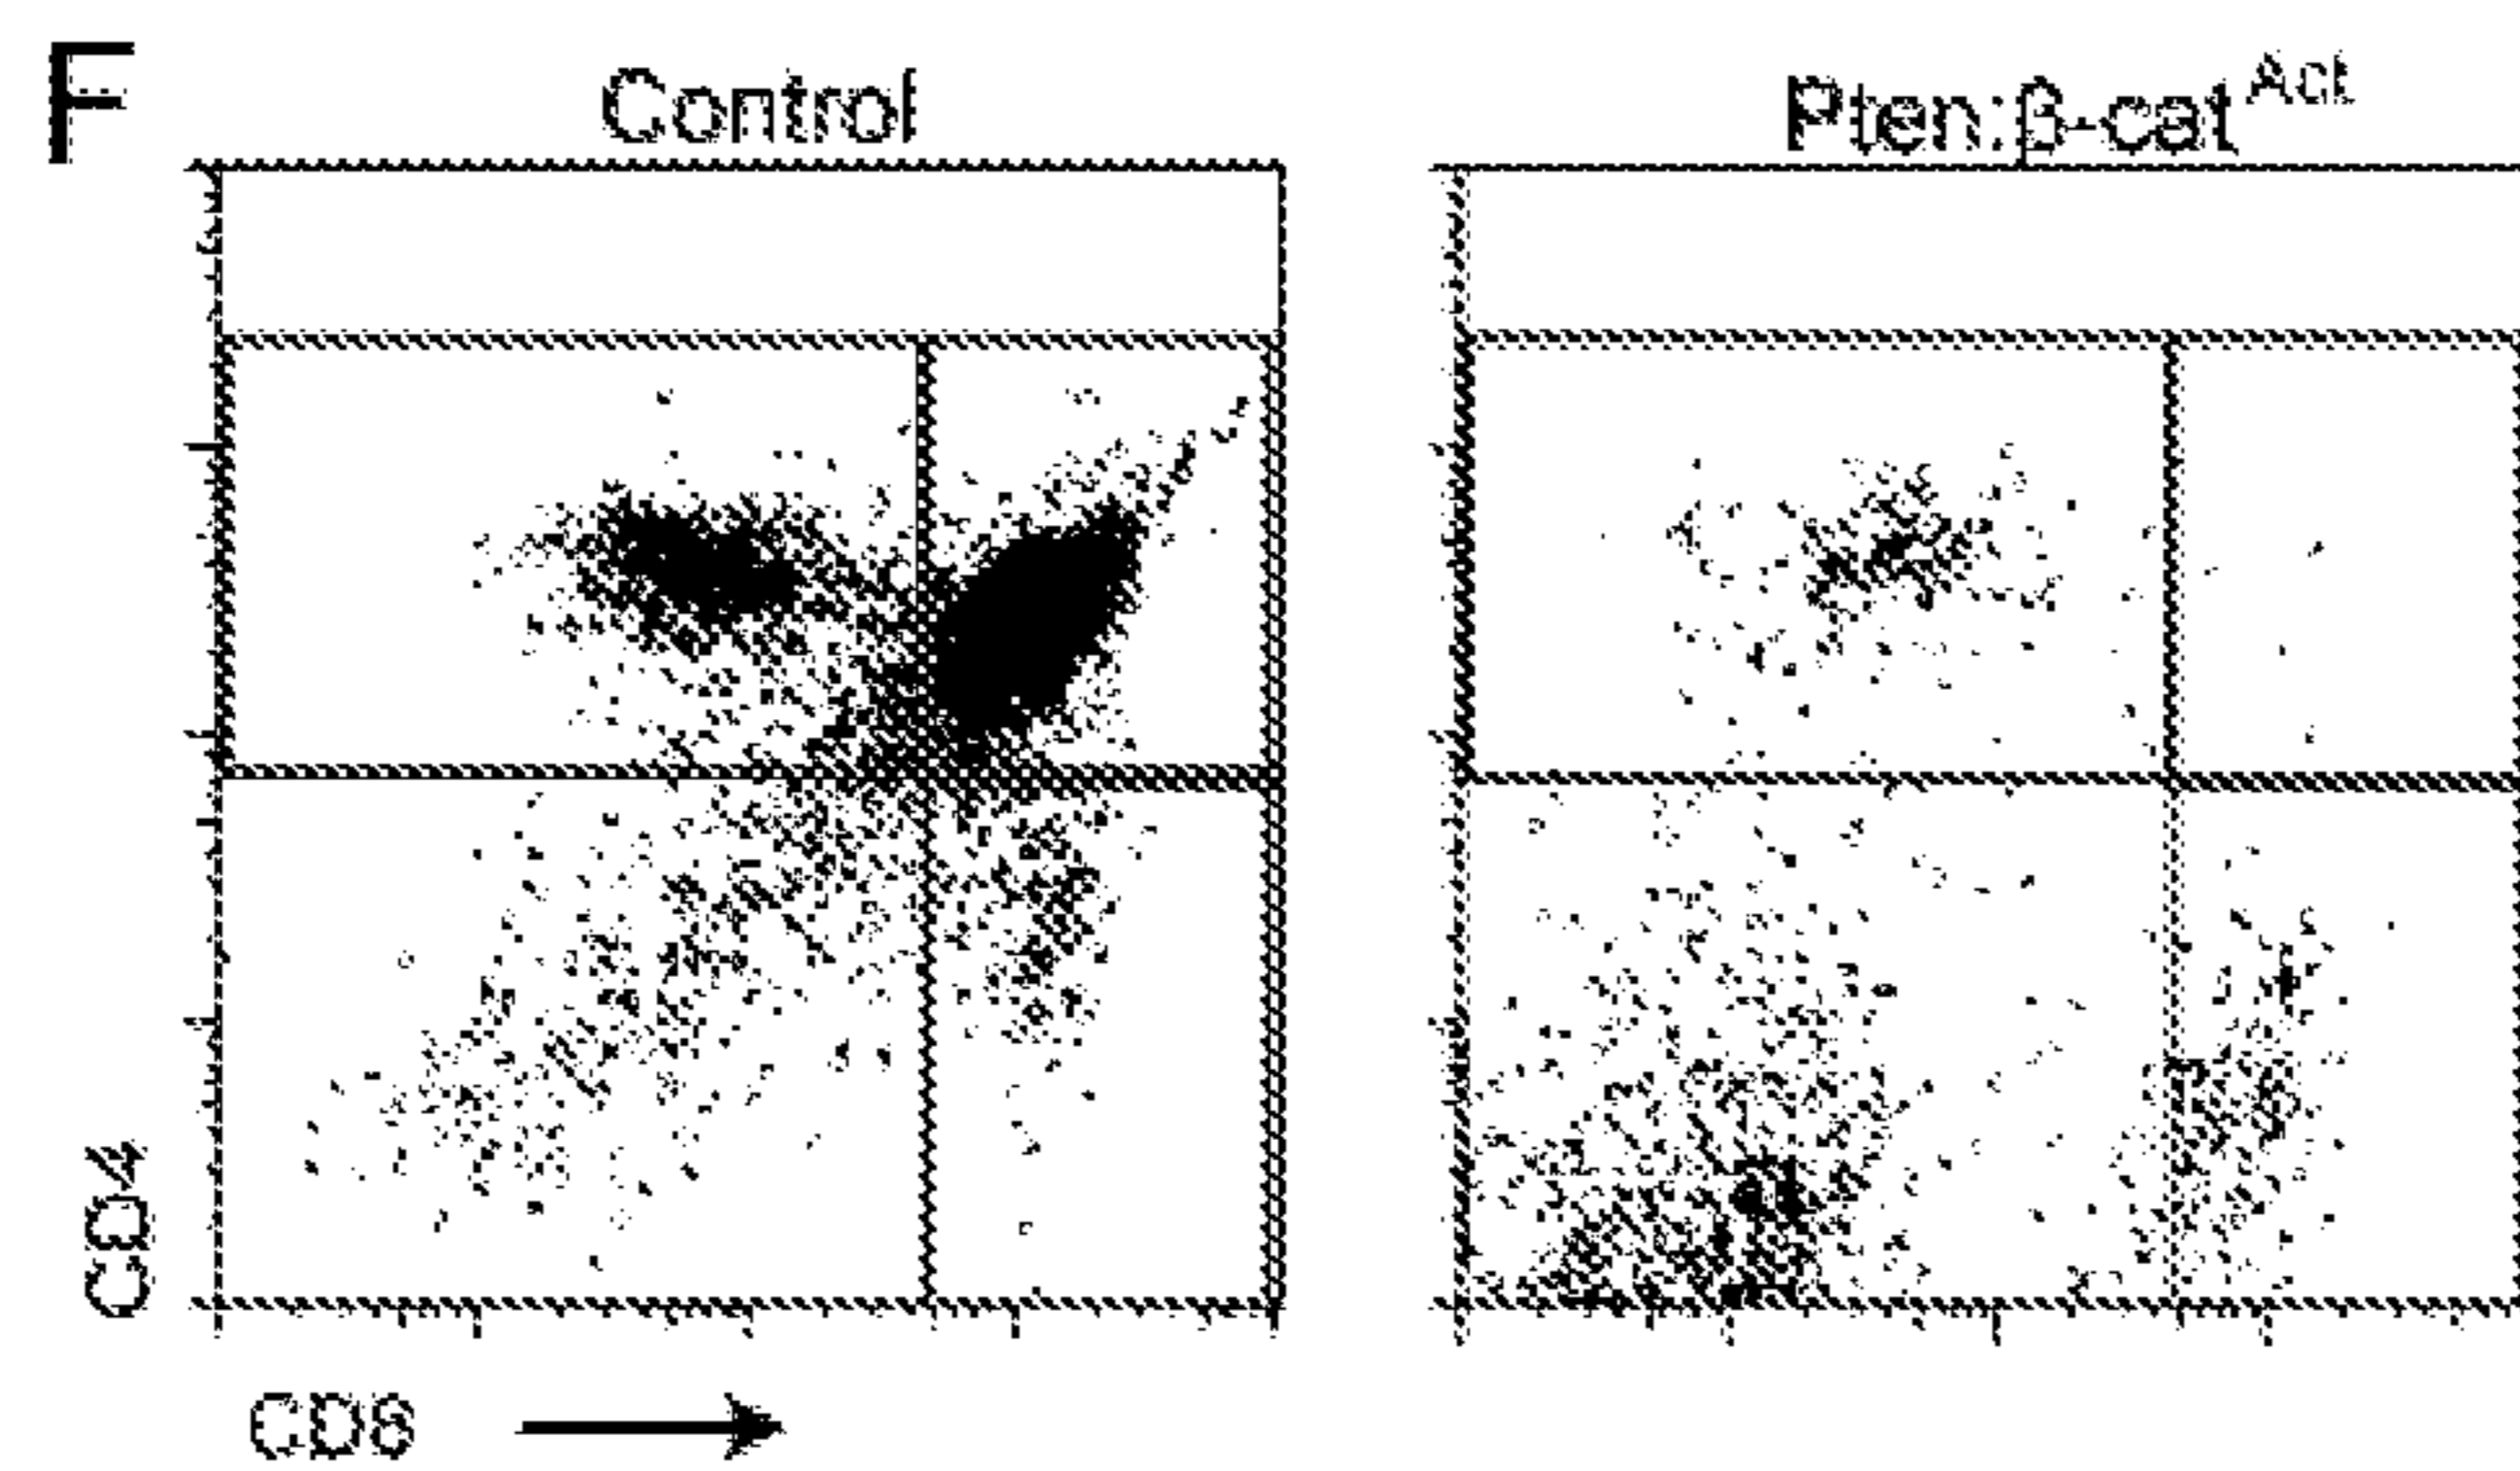 F
Control
Pten:β-cat^Act
CD4
CD8